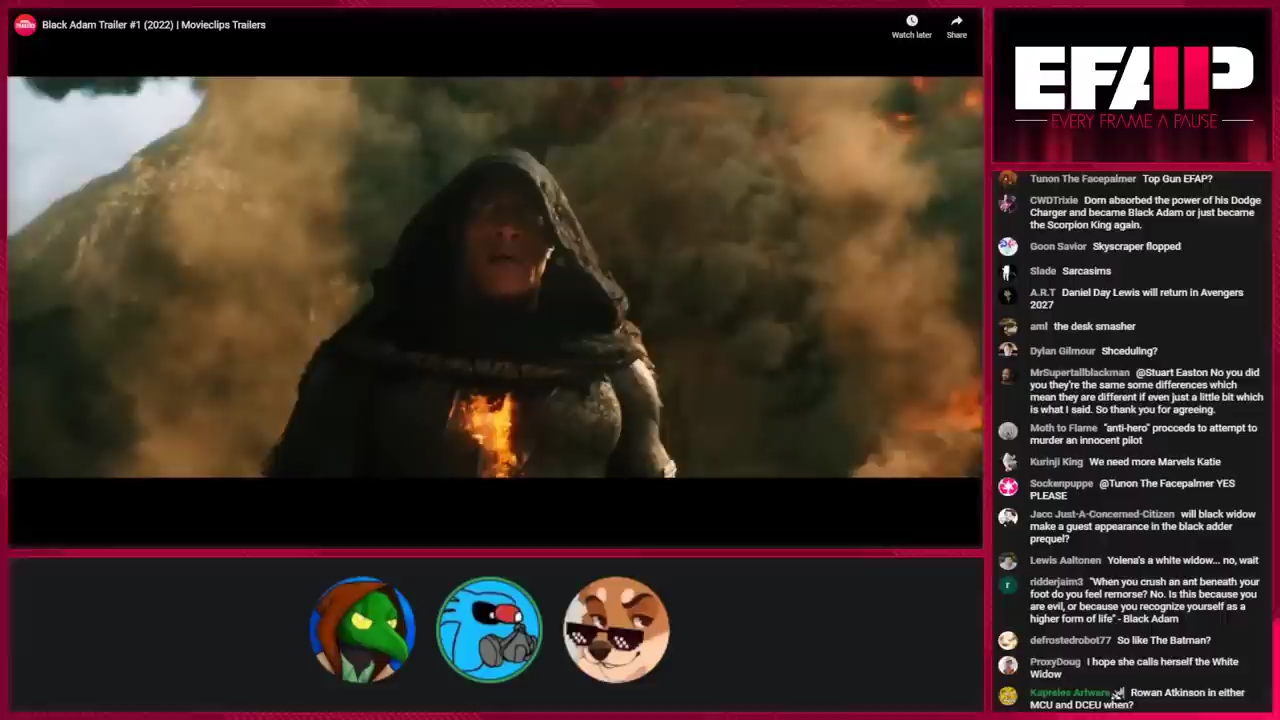 Black Adam Trailer #1 (2022) | Movieclips Trailers
Watch later
Share
EFAP
EVERY FRAME A PAUSE
Tunon The Facepalmer Top Gun EFAP?
CWDTrixie Dorn absorbed the power of his Dodge
Charger and became Black Adam or just became
the Scorpion King again.
Goon Savior Skyscraper flopped
Slade Sarcasims
A.R.T Daniel Day Lewis will return in Avengers
2027
aml the desk smasher
Dylan Gilmour Shceduling?
MrSupertallblackman @Stuart Easton No you did
you they're the same some differences which
mean they are different if even just a little bit which
is what I said. So thank you for agreeing.
Moth to Flame "anti-hero" procceds to attempt to
murder an innocent pilot
Kurinji King We need more Marvels Katie
Sockenpuppe @Tunon The Facepalmer YES
PLEASE
Jacc Just-A-Concerned-Citizen will black widow
make a guest appearance in the black adder
prequel?
Lewis Aaltonen Yolena's a white widow... no, wait
ridderjaim3 "When you crush an ant beneath your
foot do you feel remorse? No. Is this because you
are evil, or because you recognize yourself as a
higher form of life" - Black Adam
defrostedrobot77 So like The Batman?
ProxyDoug I hope she calls herself the White
Widow
Rowan Atkinson in either
MCU and DCEU when?